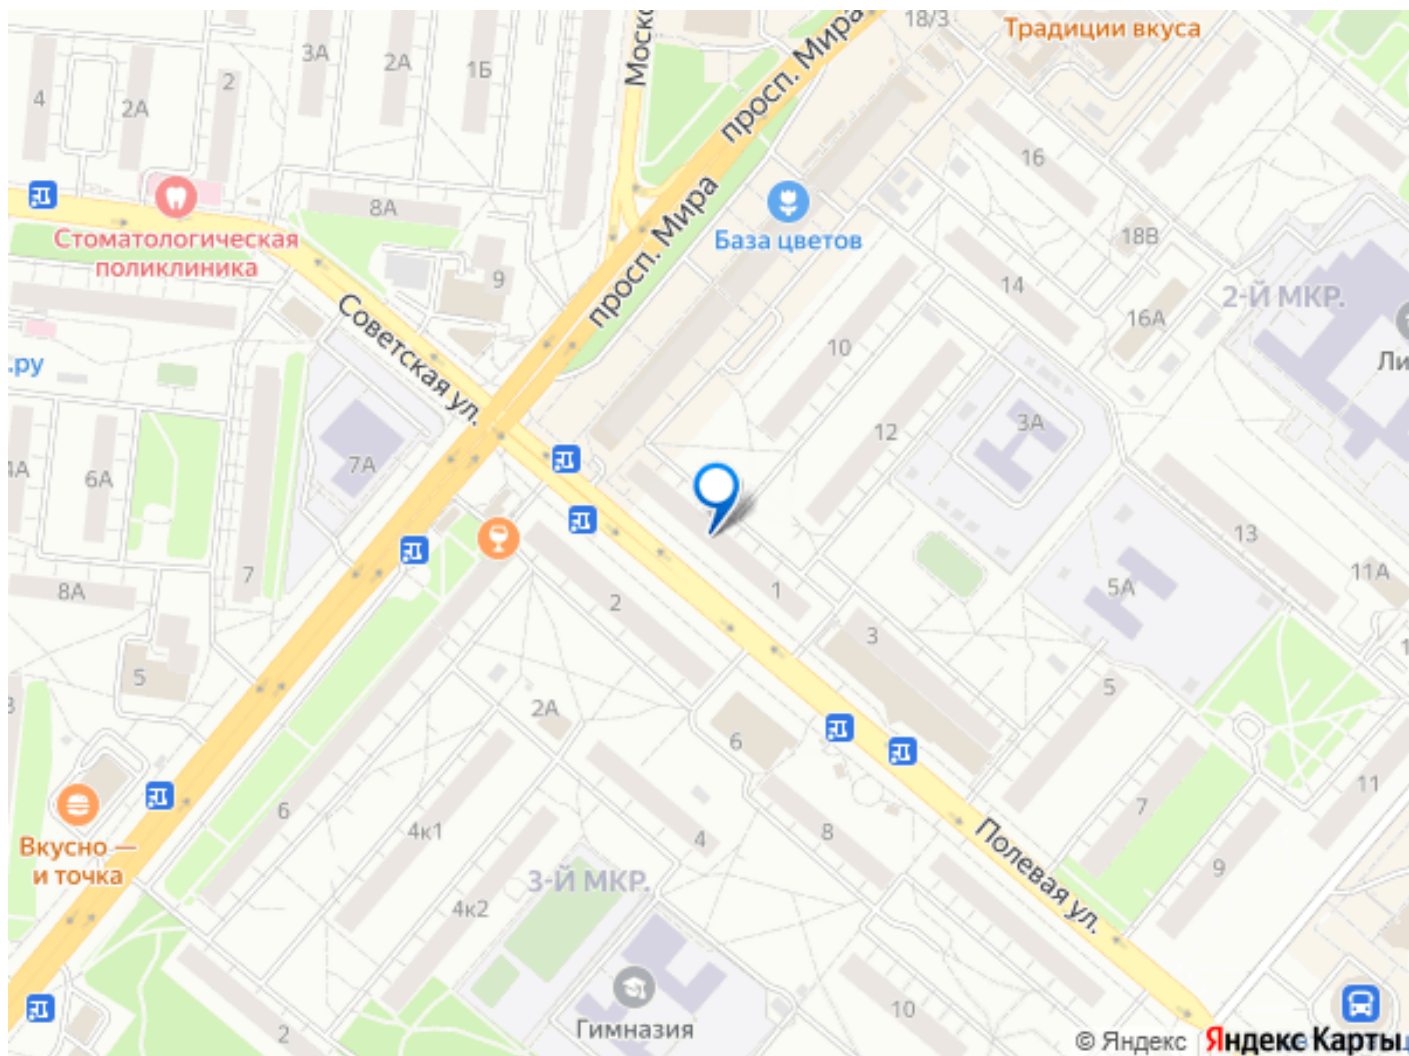 18/3
Традиции вкуса
Моско
просп. Мира
3А
2А
1Б
2
4
2А
16
8А
просп. Мира
База цветов
18В
Стоматологическая
поликлиника
9
14
2-Й МКР.
16А
Советская ул.
10
.ру
Ли
3А
12
7А
4А
6А
13
7
8А
2
1
5А
11А
3
5
5
2А
6
11
6
4к1
4
8
7
Вкусно —
и точка
Полевая ул.
9
3-Й МКР.
4к2
10
2
Гимназия
© Яндекс
Яндекс Карты